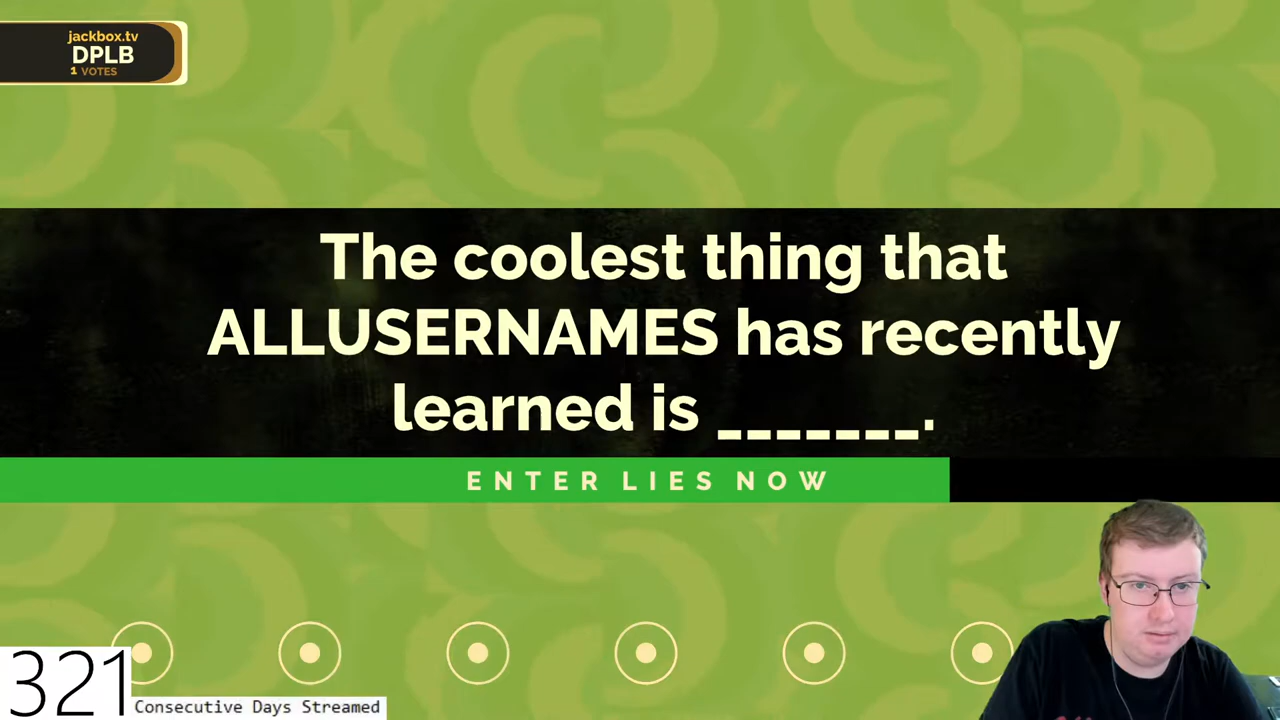 jackbox.tv
DPLB
1 VOTES
The coolest thing that
ALLUSERNAMES has recently
learned is _______.
ENTER LIES NOW
321
Consecutive Days Streamed